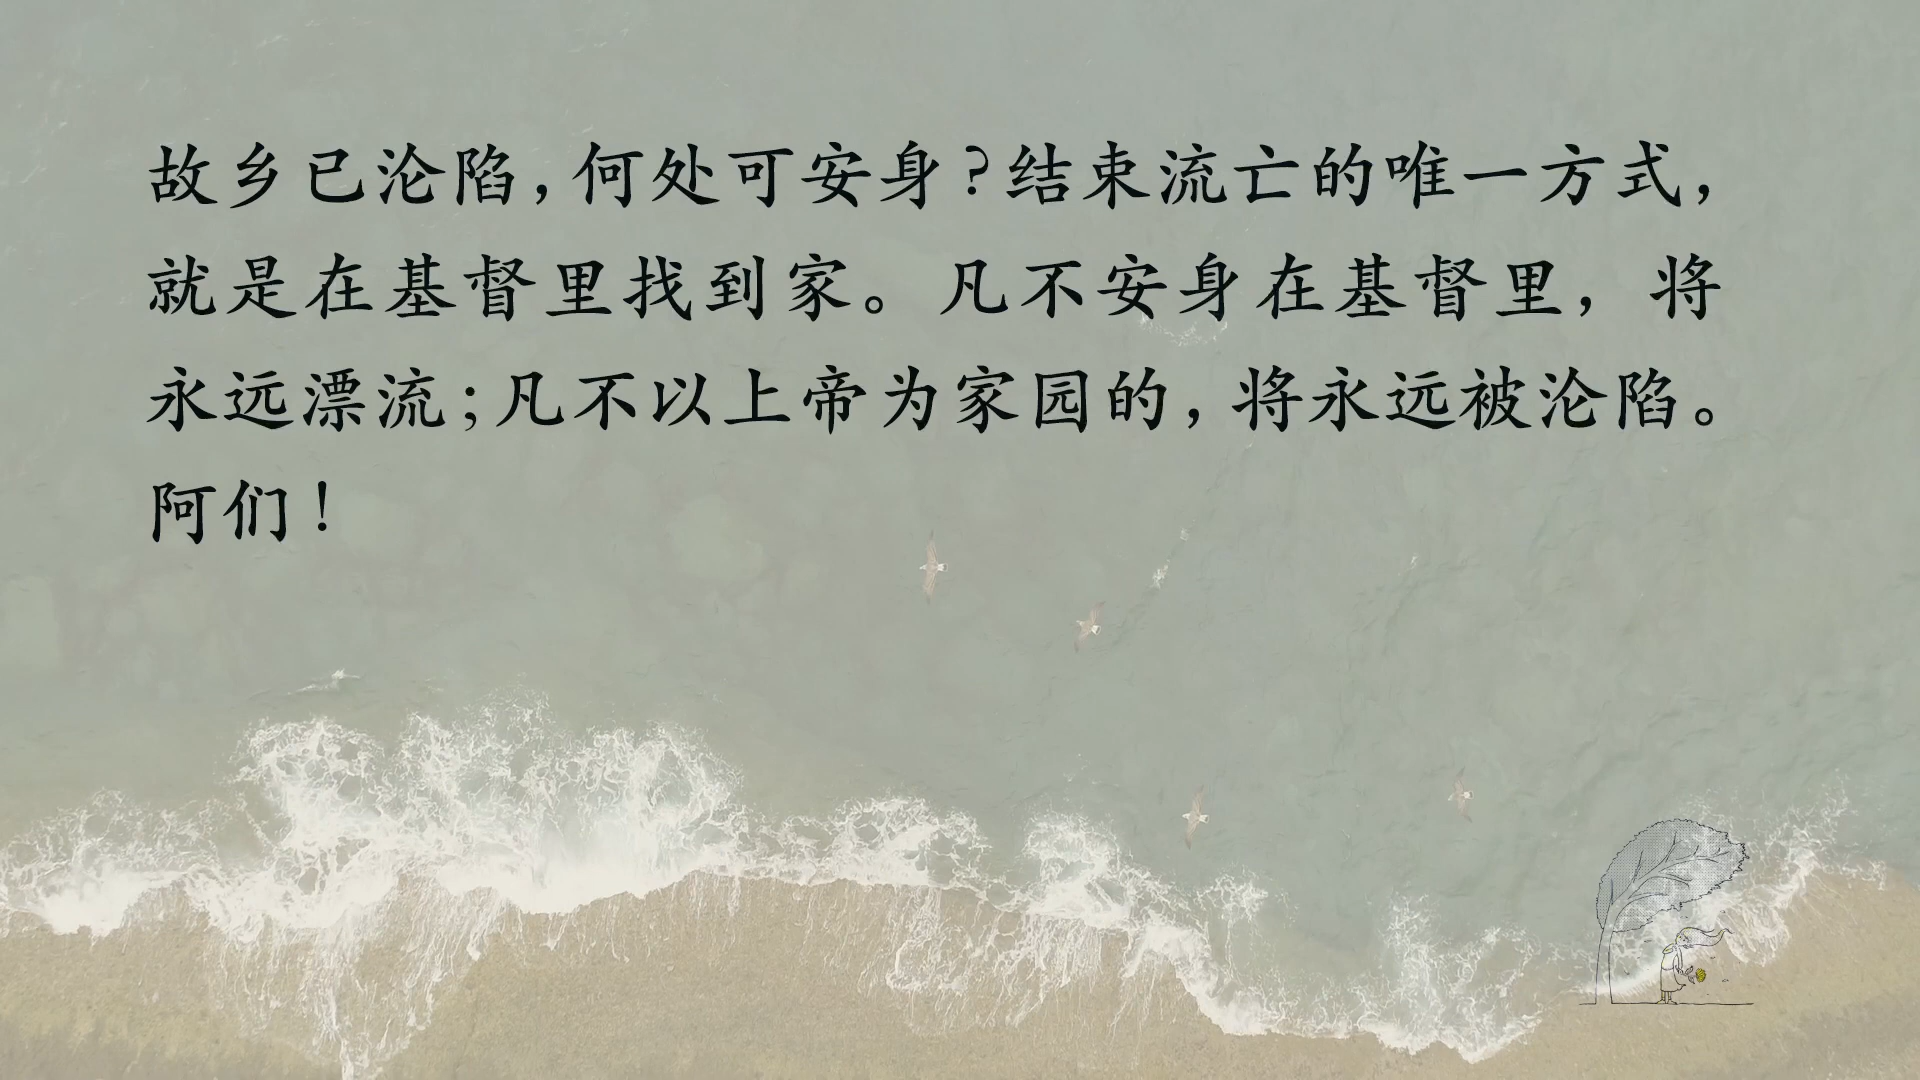 故乡已沦陷，何处可安身？结束流亡的唯一方式，
就是在基督里找到家。凡不安身在基督里，将
永远漂流；凡不以上帝为家园的，将永远被沦陷。
阿们！